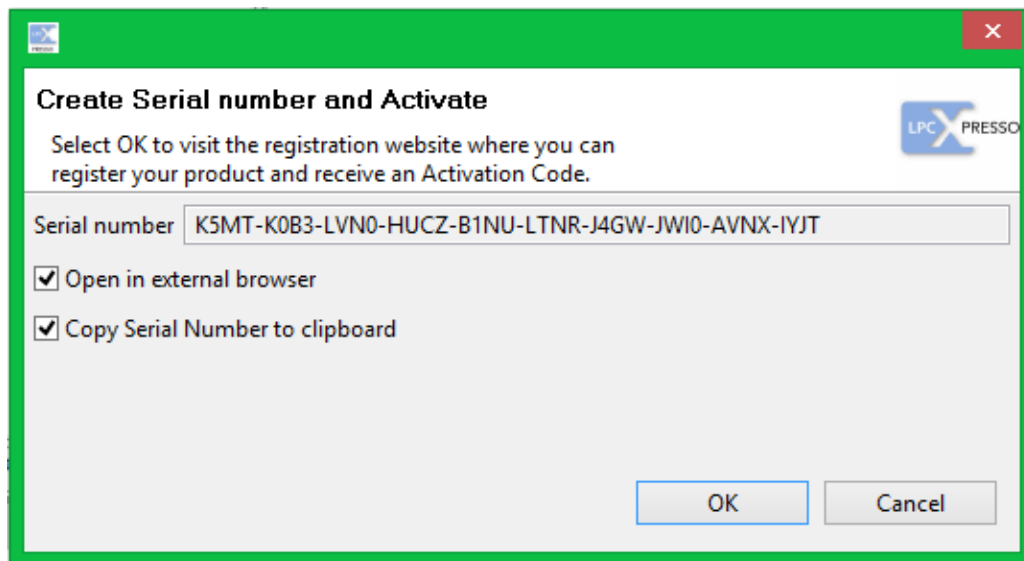 Create Serial number and Activate
Select OK to visit the registration website where you can
register your product and receive an Activation Code.
LPC X PRESSO
Serial number K5MT-K0B3-LVN0-HUCZ-B1NU-LTNR-J4GW-JWI0-AVNX-IYJT
Open in external browser
Copy Serial Number to clipboard
OK Cancel